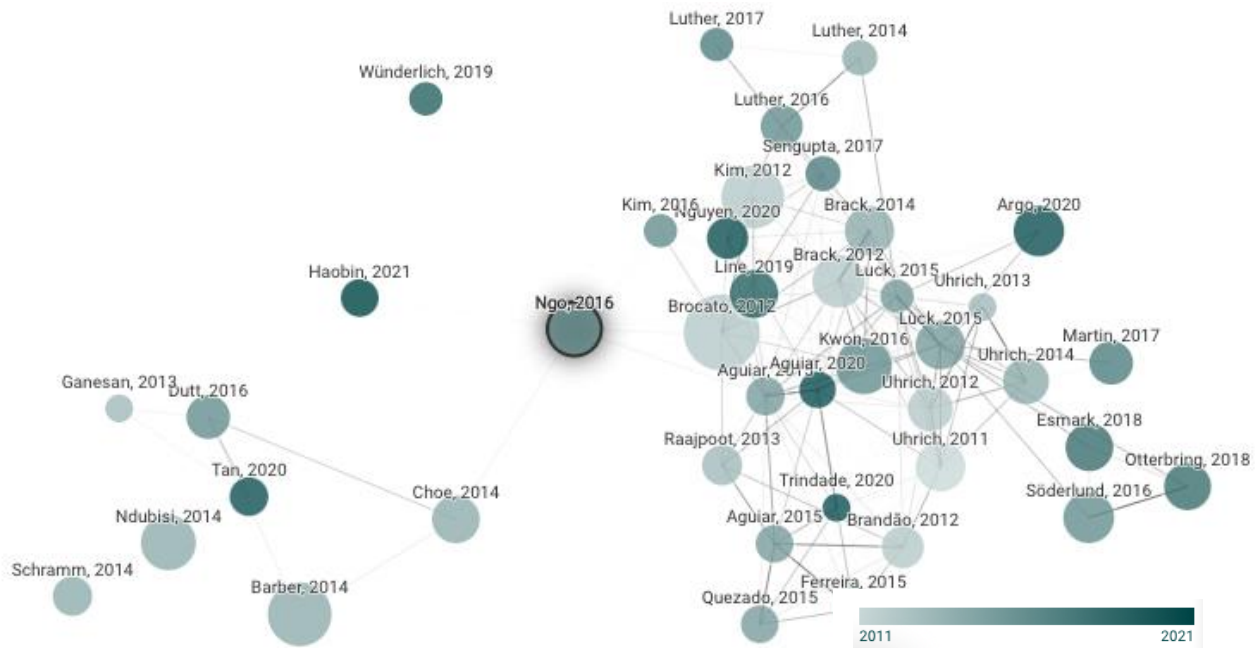 Luther, 2017
Luther, 2014
Wünderlich, 2019
Luther, 2016
Sengupta, 2017
Kim, 2012
Kim, 2016
Nguyen, 2020
Brack, 2014
Argo, 2020
Brack, 2012
Haobin, 2021
Line, 2019
Luck, 2015
Uhrich, 2013
Ngo, 2016
Brocato, 2012
Luck, 2015
Kwon, 2016
Martin, 2017
Uhrich, 2014
Aguiar, 2020
Aguiar, 2015
Ganesan, 2013
Dutt, 2016
Uhrich, 2012
Esmark, 2018
Raajpoot, 2013
Uhrich, 2011
Otterbring, 2018
Tan, 2020
Trindade, 2020
Choe, 2014
Söderlund, 2016
Ndubisi, 2014
Aguiar, 2015
Brandão, 2012
Schramm, 2014
Barber, 2014
Ferreira, 2015
Quezado, 2015
2011
2021